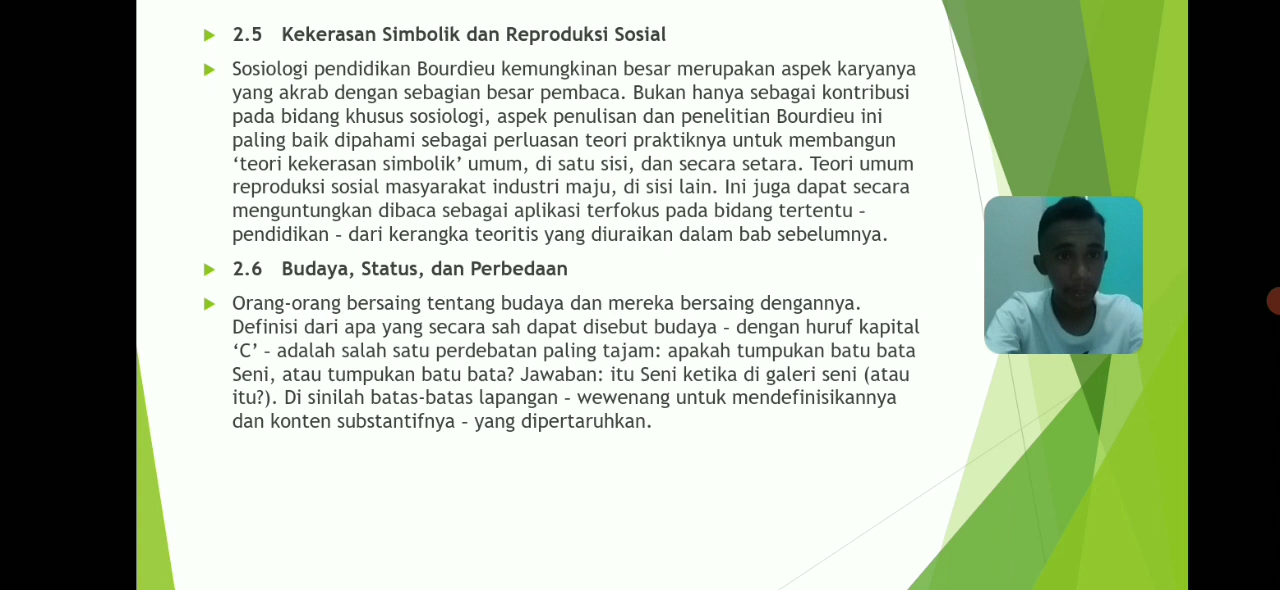 2.5 Kekerasan Simbolik dan Reproduksi Sosial
Sosiologi pendidikan Bourdieu kemungkinan besar merupakan aspek karyanya
yang akrab dengan sebagian besar pembaca. Bukan hanya sebagai kontribusi
pada bidang khusus sosiologi, aspek penulisan dan penelitian Bourdieu ini
paling baik dipahami sebagai perluasan teori praktiknya untuk membangun
‘teori kekerasan simbolik’ umum, di satu sisi, dan secara setara. Teori umum
reproduksi sosial masyarakat industri maju, di sisi lain. Ini juga dapat secara
menguntungkan dibaca sebagai aplikasi terfokus pada bidang tertentu –
pendidikan – dari kerangka teoritis yang diuraikan dalam bab sebelumnya.
2.6 Budaya, Status, dan Perbedaan
Orang-orang bersaing tentang budaya dan mereka bersaing dengannya.
Definisi dari apa yang secara sah dapat disebut budaya – dengan huruf kapital
‘C’ – adalah salah satu perdebatan paling tajam: apakah tumpukan batu bata
Seni, atau tumpukan batu bata? Jawaban: itu Seni ketika di galeri seni (atau
itu?). Di sinilah batas-batas lapangan – wewenang untuk mendefinisikannya
dan konten substantifnya – yang dipertaruhkan.